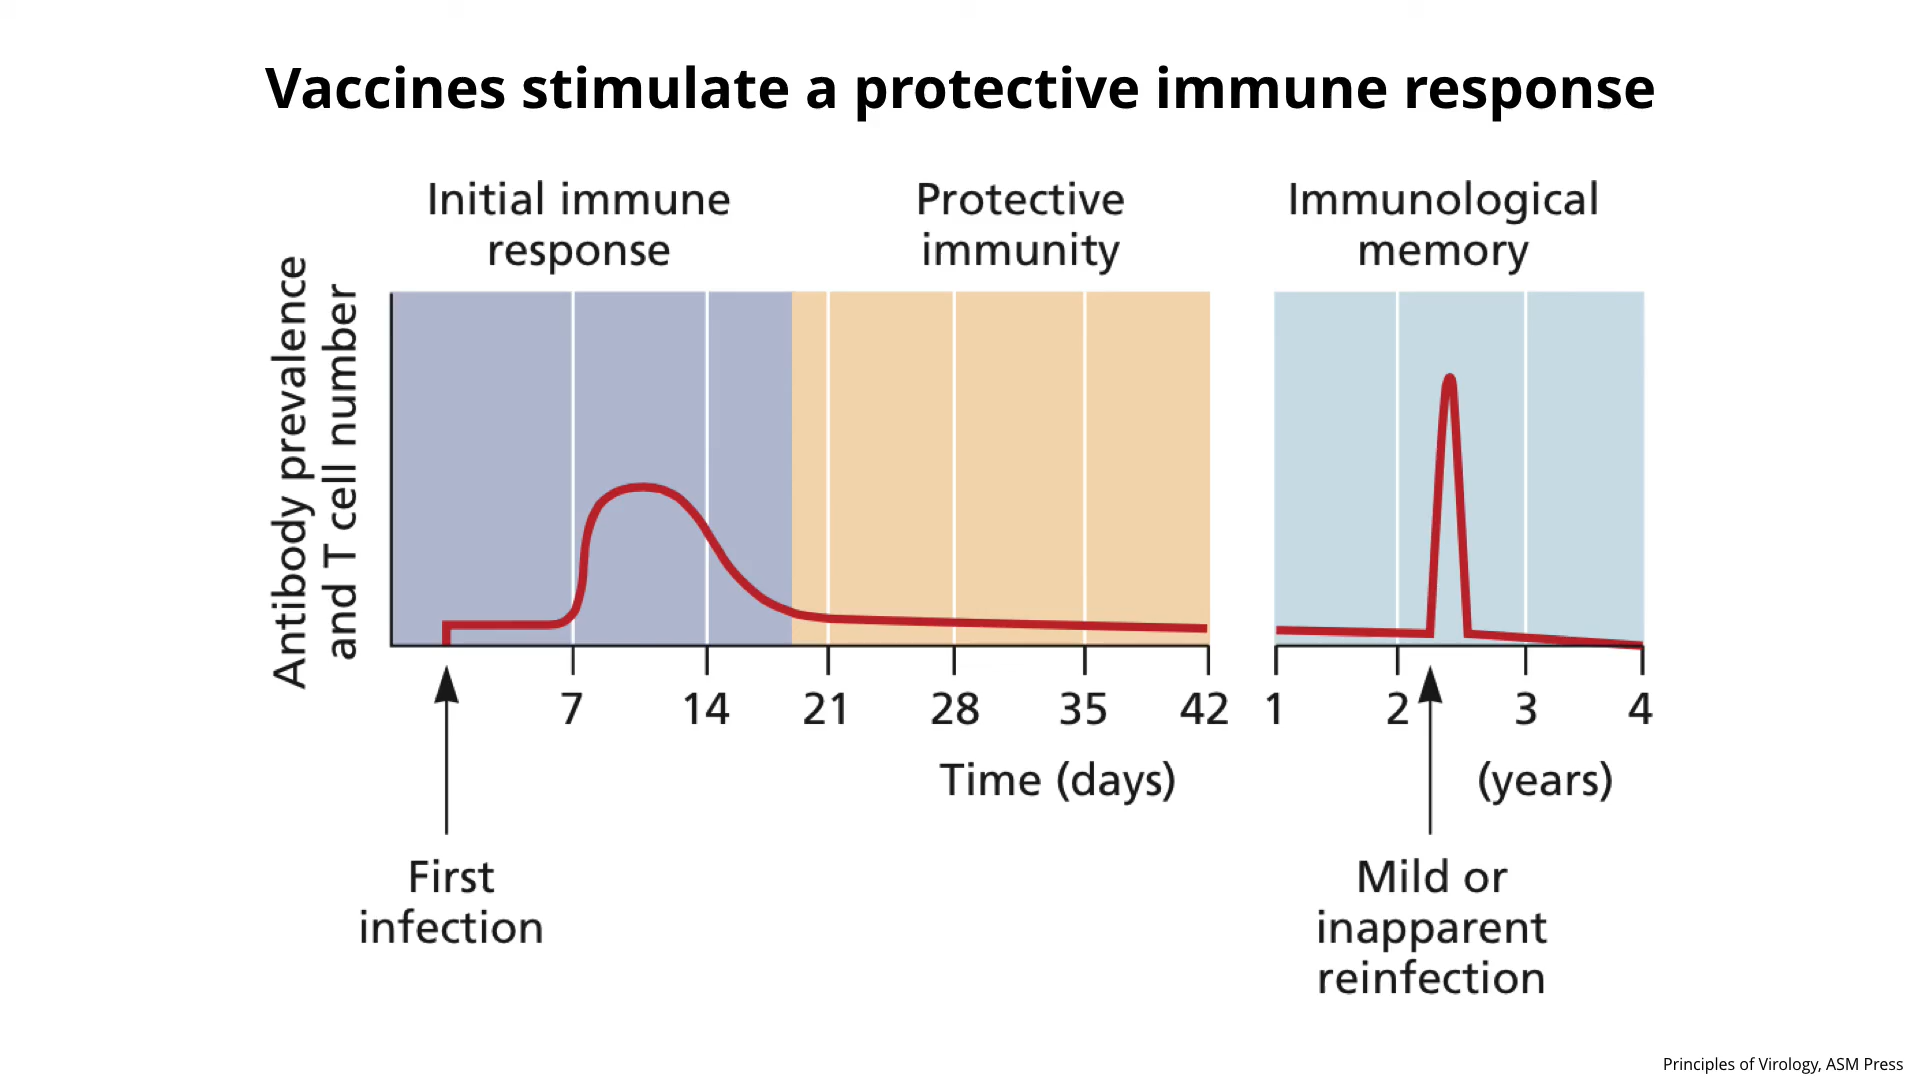 Vaccines stimulate a protective immune response
Initial immune
response
Protective
immunity
Immunological
memory
Antibody prevalence
and T cell number
7 14 21 28 35 42 1 2 3 4
Time (days) (years)
First
infection
Mild or
inapparent
reinfection
Principles of Virology, ASM Press